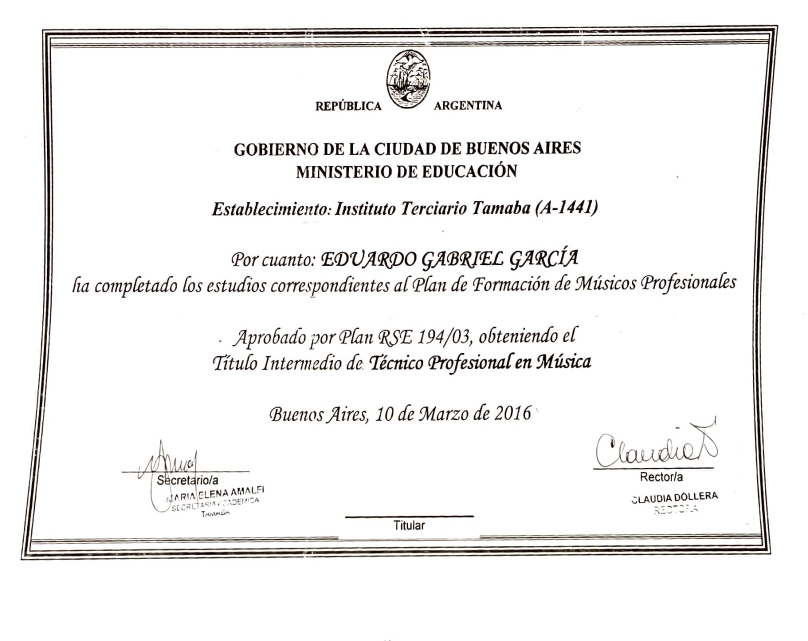 REPÚBLICA ARGENTINA
GOBIERNO DE LA CIUDAD DE BUENOS AIRES
MINISTERIO DE EDUCACIÓN
Establecimiento: Instituto Terciario Tamaba (A-1441)
Por cuanto: EDUARDO GABRIEL GARCÍA
ha completado los estudios correspondientes al Plan de Formación de Músicos Profesionales
Aprobado por Plan RSE 194/03, obteniendo el
Título Intermedio de Técnico Profesional en Música
Buenos Aires, 10 de Marzo de 2016
Secretario/a
MARIA ELENA AMALFI
SECRETARIA ACADEMICA
TAMABA
Claudia D
Rector/a
CLAUDIA DÓLLERA
RECTORA
Titular